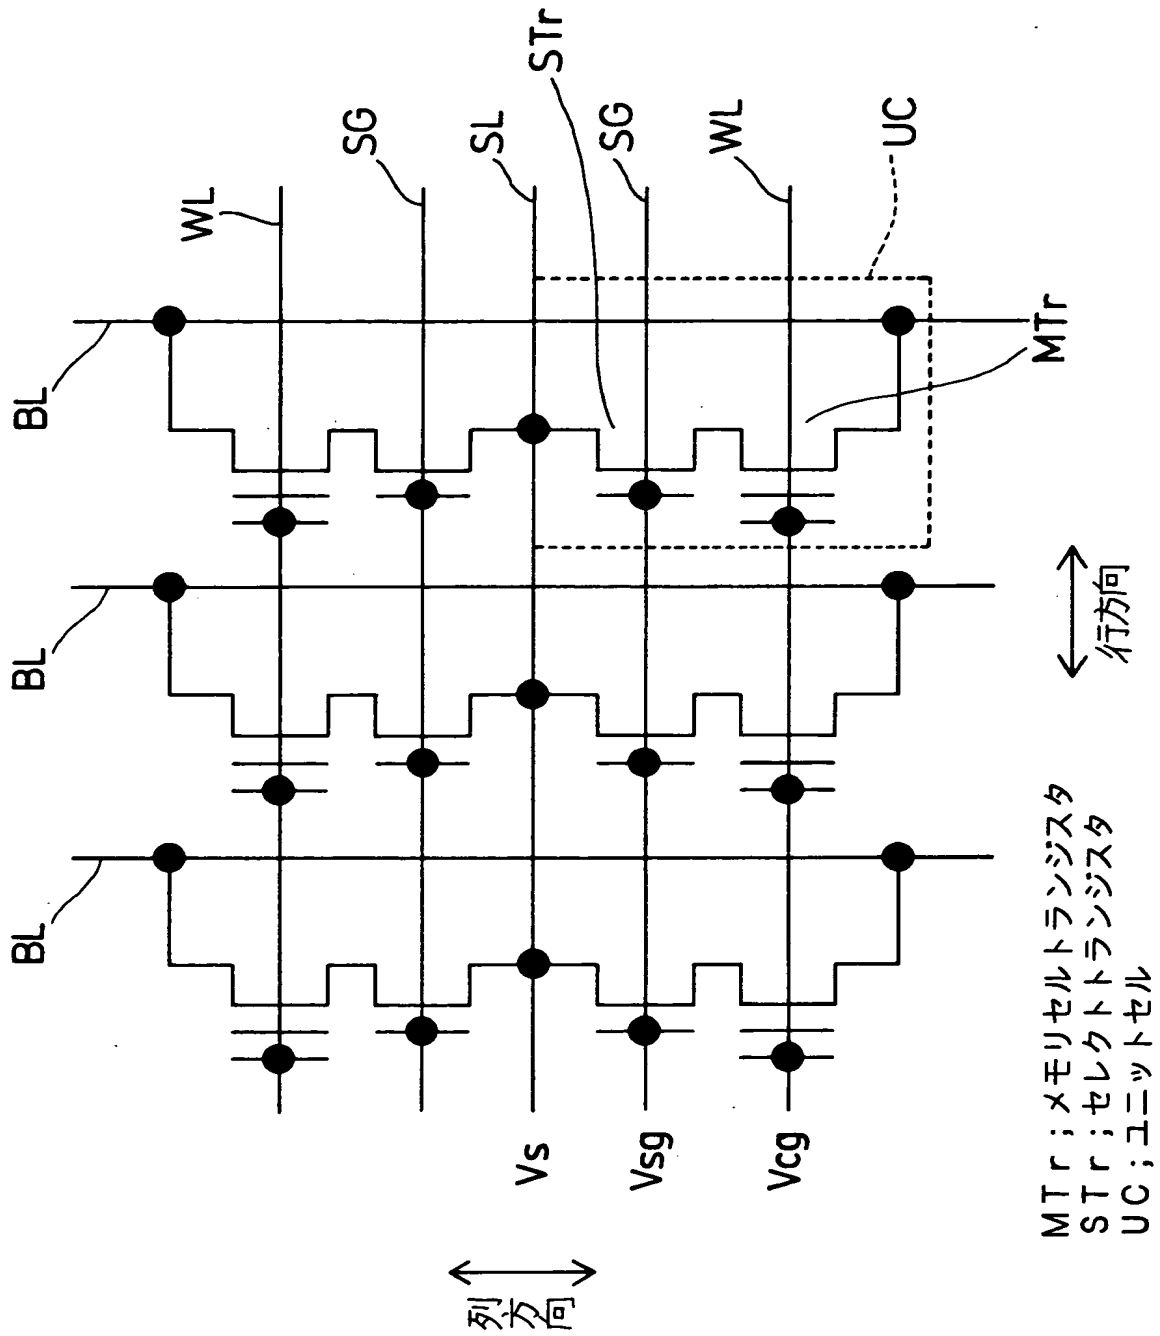 BL
BL
BL
WL
SG
SL
STr
SG
WL
UC
MTr
Vs
Vsg
Vcg
列方向
行方向
MTr;メモリセルトランジスタ
STr;セレクトトランジスタ
UC;ユニットセル